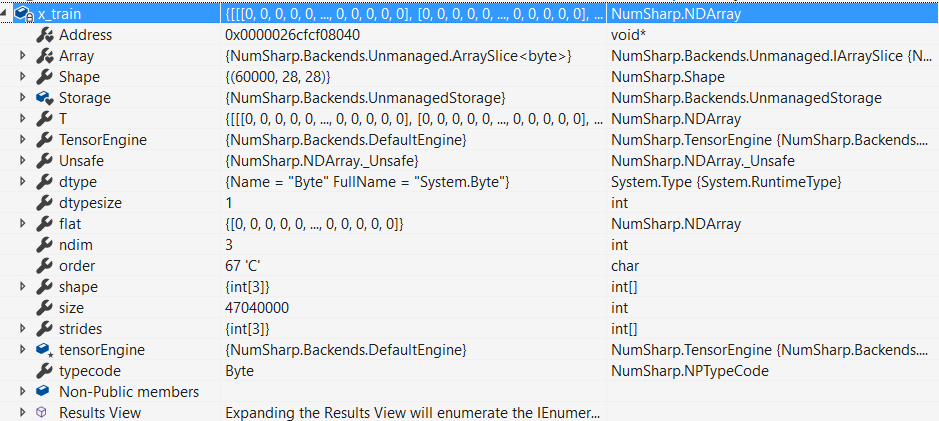 x_train {[[[0, 0, 0, 0, 0, ..., 0, 0, 0, 0, 0], [0, 0, 0, 0, 0, ..., 0, 0, 0, 0, 0], ... NumSharp.NDArray
Address 0x0000026cfcf08040 void*
Array {NumSharp.Backends.Unmanaged.ArraySlice<byte>} NumSharp.Backends.Unmanaged.IArraySlice {N...
Shape {(60000, 28, 28)} NumSharp.Shape
Storage {NumSharp.Backends.UnmanagedStorage} NumSharp.Backends.UnmanagedStorage
T {[[[0, 0, 0, 0, 0, ..., 0, 0, 0, 0, 0], [0, 0, 0, 0, 0, ..., 0, 0, 0, 0, 0], ... NumSharp.NDArray
TensorEngine {NumSharp.Backends.DefaultEngine} NumSharp.TensorEngine {NumSharp.Backends....
Unsafe {NumSharp.NDArray._Unsafe} NumSharp.NDArray._Unsafe
dtype {Name = "Byte" FullName = "System.Byte"} System.Type {System.RuntimeType}
dtypesize 1 int
flat {[0, 0, 0, 0, 0, ..., 0, 0, 0, 0, 0]} NumSharp.NDArray
ndim 3 int
order 67 'C' char
shape {int[3]} int[]
size 47040000 int
strides {int[3]} int[]
tensorEngine {NumSharp.Backends.DefaultEngine} NumSharp.TensorEngine {NumSharp.Backends....
typecode Byte NumSharp.NPTypeCode
Non-Public members
Results View Expanding the Results View will enumerate the IEnumer...